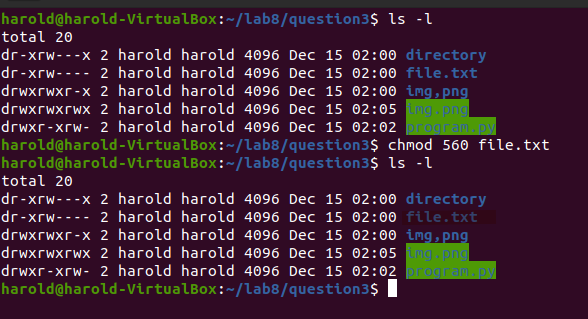 harold@harold-VirtualBox:~/lab8/question3$ ls -l
total 20
dr-xrw---x 2 harold harold 4096 Dec 15 02:00 directory
dr-xrw---- 2 harold harold 4096 Dec 15 02:00 file.txt
drwxrwxr-x 2 harold harold 4096 Dec 15 02:00 img,png
drwxrwxrwx 2 harold harold 4096 Dec 15 02:05 img.png
drwxr-xrw- 2 harold harold 4096 Dec 15 02:02 program.py
harold@harold-VirtualBox:~/lab8/question3$ chmod 560 file.txt
harold@harold-VirtualBox:~/lab8/question3$ ls -l
total 20
dr-xrw---x 2 harold harold 4096 Dec 15 02:00 directory
dr-xrw---- 2 harold harold 4096 Dec 15 02:00 file.txt
drwxrwxr-x 2 harold harold 4096 Dec 15 02:00 img,png
drwxrwxrwx 2 harold harold 4096 Dec 15 02:05 img.png
drwxr-xrw- 2 harold harold 4096 Dec 15 02:02 program.py
harold@harold-VirtualBox:~/lab8/question3$